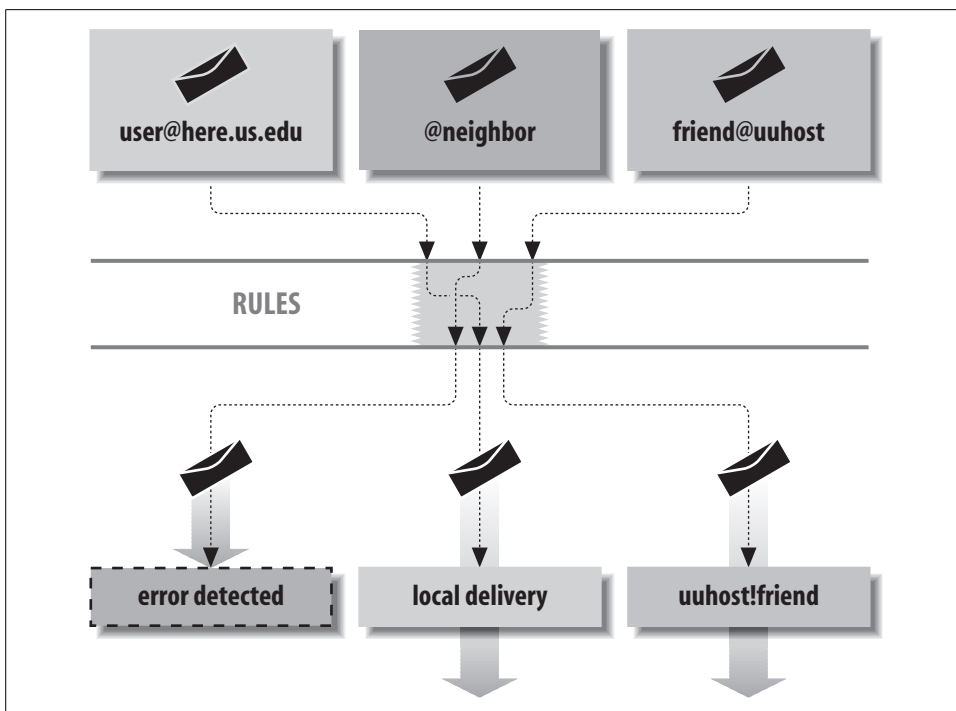 user@here.us.edu
@neighbor
friend@uuhost
RULES
error detected
local delivery
uuhost!friend